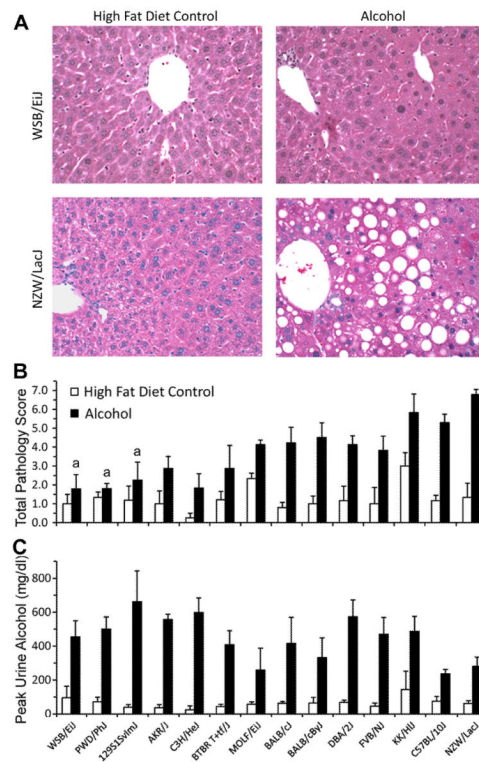 A
High Fat Diet Control
Alcohol
WSB/EiJ
NZW/LacJ
B
Total Pathology Score
7.0
6.0
5.0
4.0
3.0
2.0
1.0
0.0
High Fat Diet Control
Alcohol
a
a
a
C
Peak Urine Alcohol (mg/dl)
800
600
400
200
0
WSB/EiJ
PWD/PhJ
129S1SvImJ
AKR/J
C3H/HeJ
BTBR T+tf/J
MOLF/EiJ
BALB/cJ
BALB/cByJ
DBA/2J
FVB/NJ
KK/HIJ
C57BL/10J
NZW/LacJ